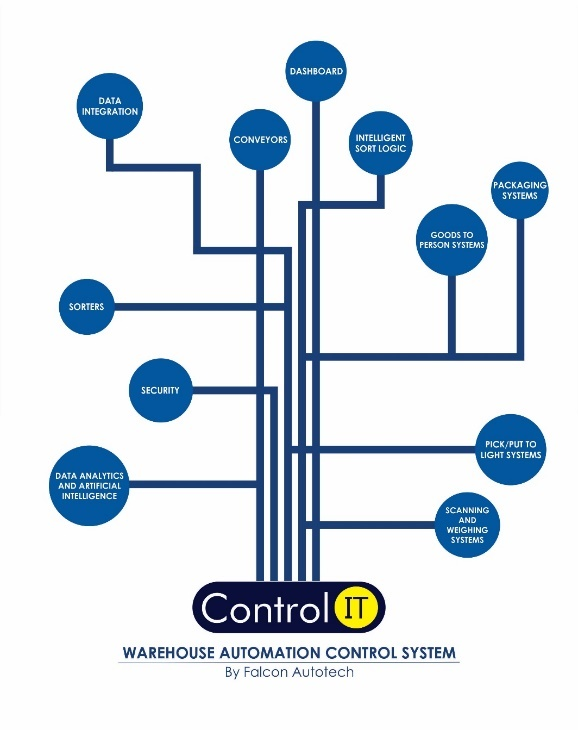 DASHBOARD
DATA
INTEGRATION
CONVEYORS
INTELLIGENT
SORT LOGIC
PACKAGING
SYSTEMS
GOODS TO
PERSON SYSTEMS
SORTERS
SECURITY
PICK/PUT TO
LIGHT SYSTEMS
DATA ANALYTICS
AND ARTIFICIAL
INTELLIGENCE
SCANNING
AND
WEIGHING
SYSTEMS
Control IT
WAREHOUSE AUTOMATION CONTROL SYSTEM
By Falcon Autotech